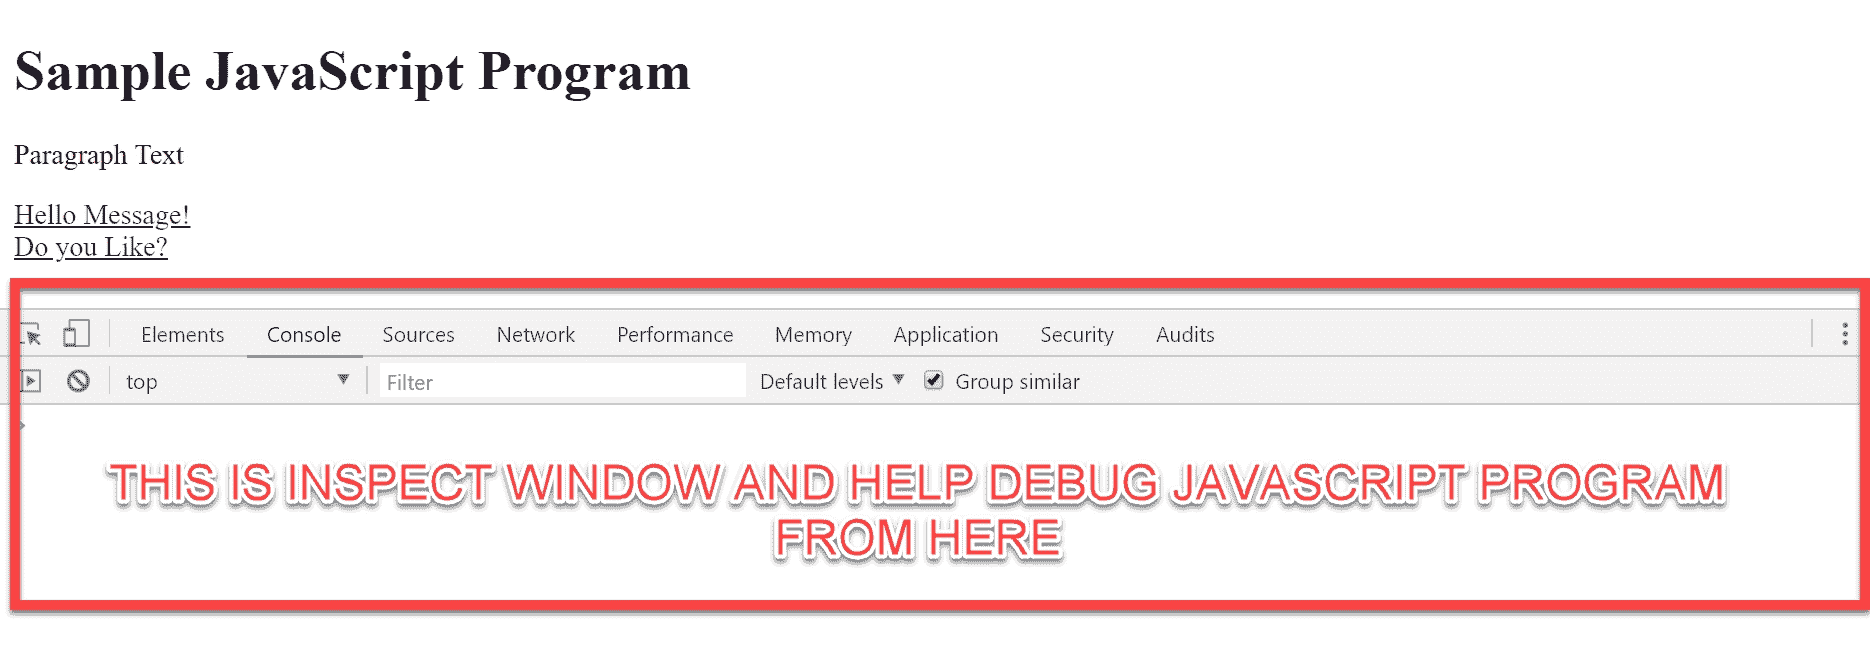 Sample JavaScript Program
Paragraph Text
Hello Message!
Do you Like?
Elements Console Sources Network Performance Memory Application Security Audits
top Filter Default levels Group similar
THIS IS INSPECT WINDOW AND HELP DEBUG JAVASCRIPT PROGRAM
FROM HERE